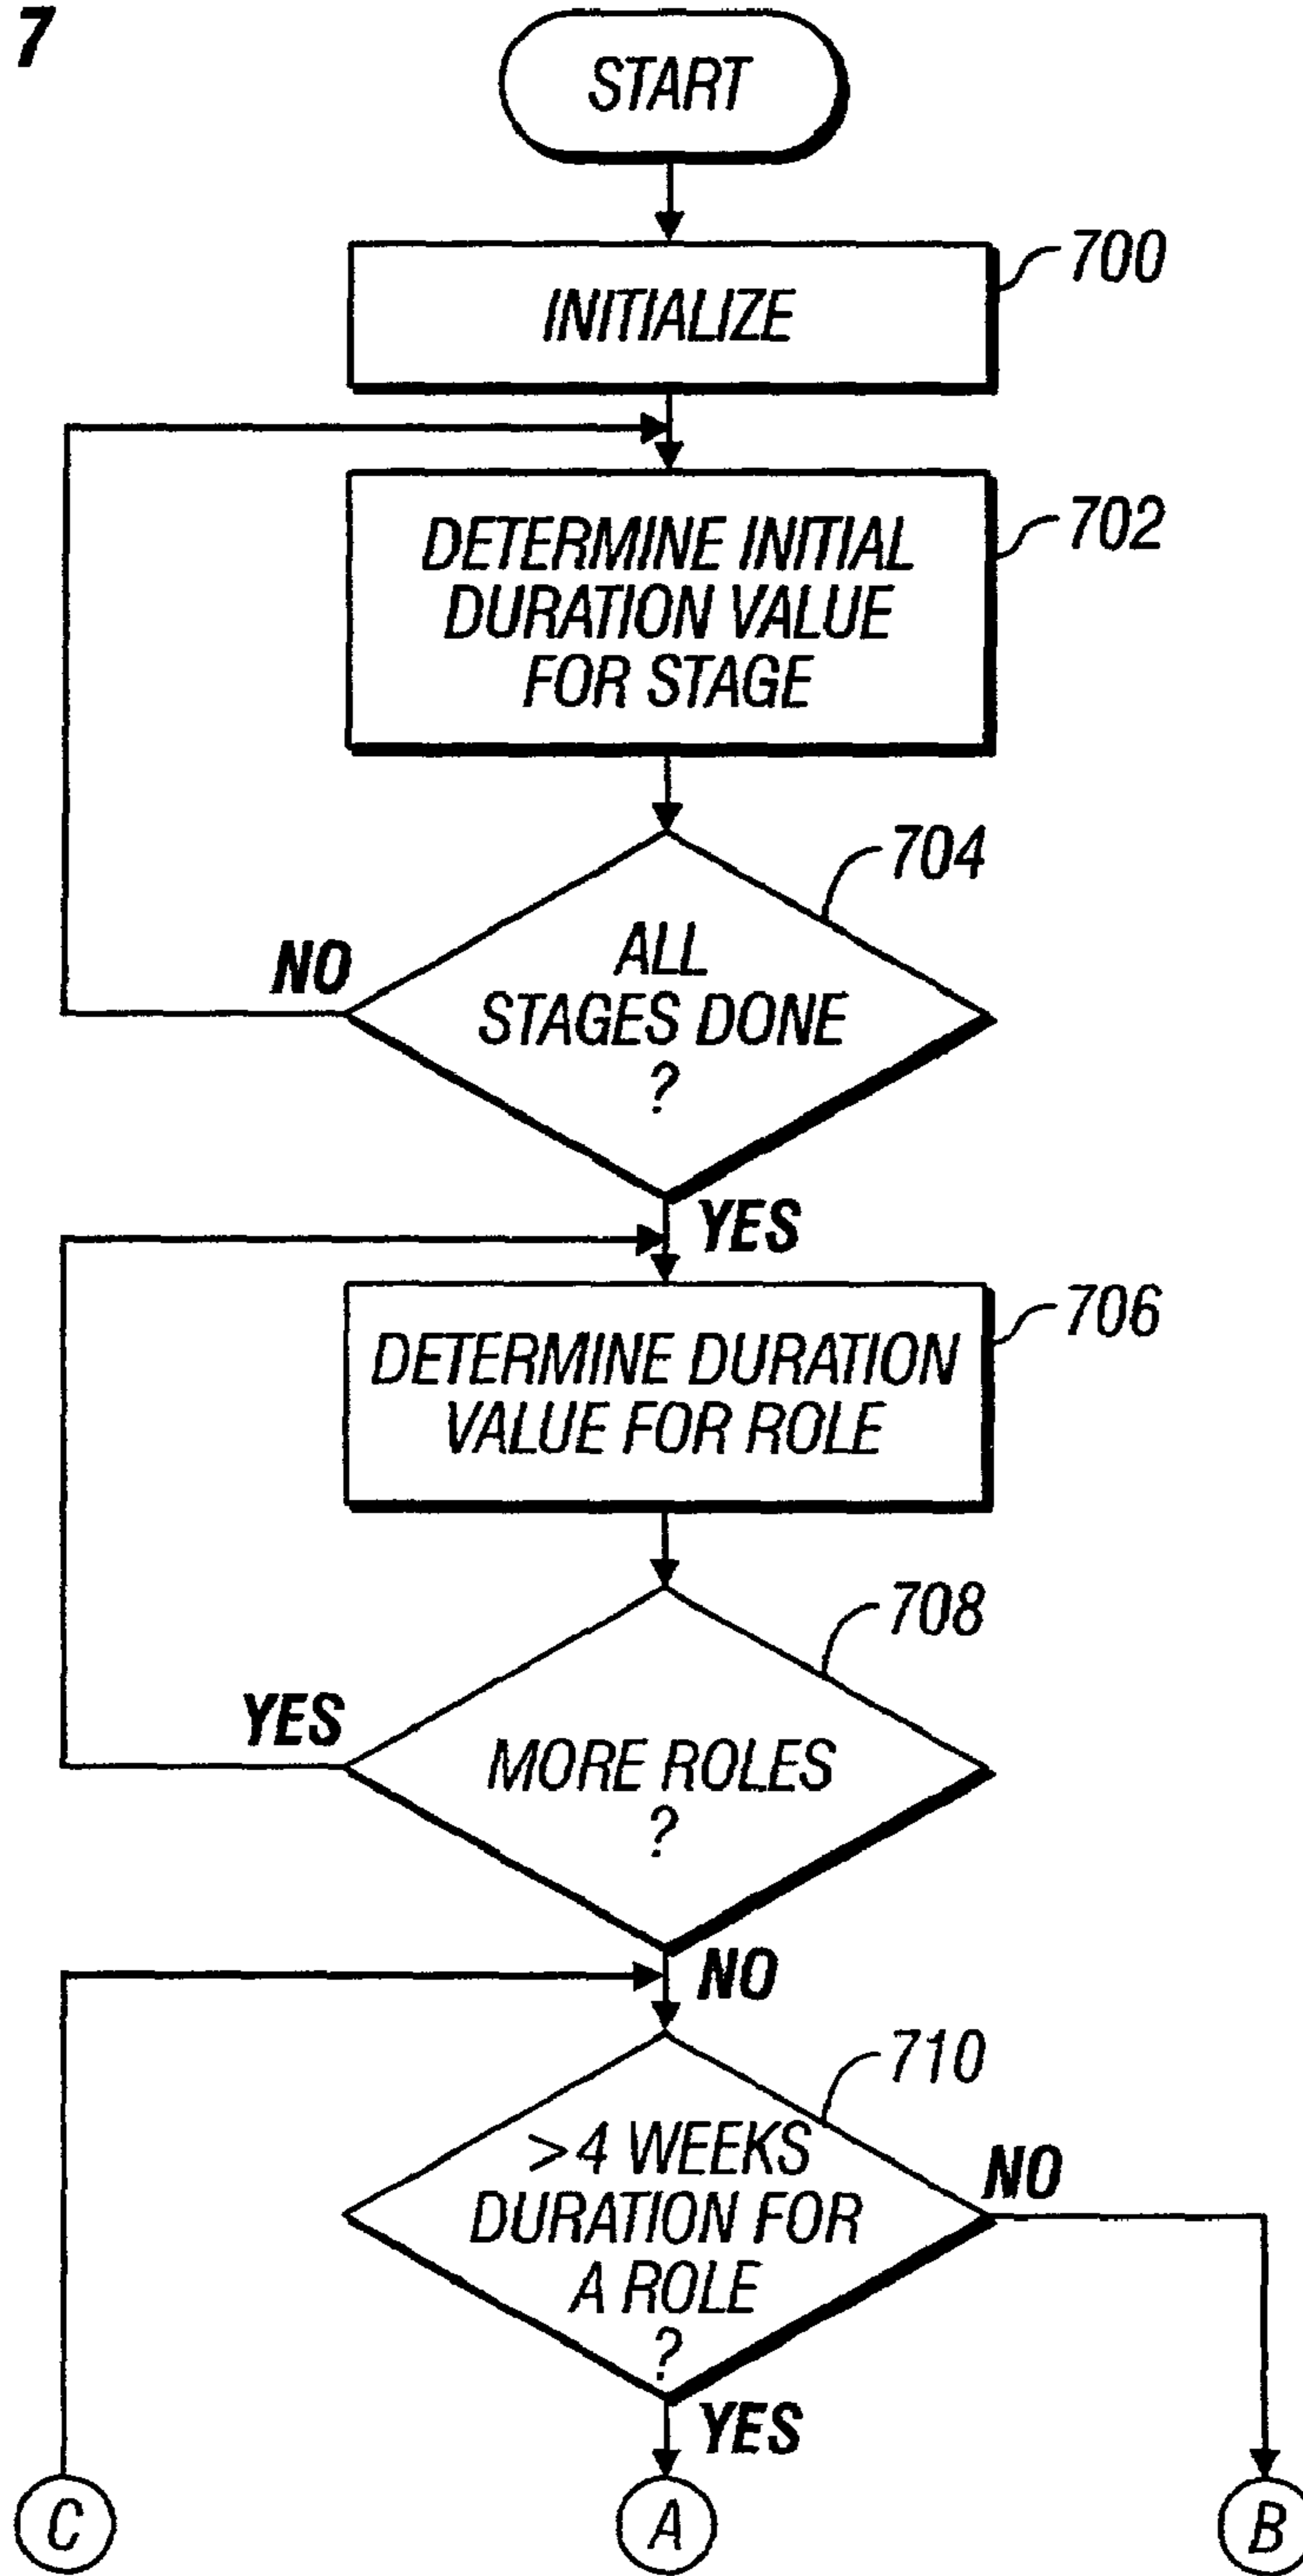 7
START
INITIALIZE
700
DETERMINE INITIAL
DURATION VALUE
FOR STAGE
702
704
ALL
STAGES DONE
?
NO
YES
DETERMINE DURATION
VALUE FOR ROLE
706
708
MORE ROLES
?
YES
NO
710
>4 WEEKS
DURATION FOR
A ROLE
?
NO
YES
C
A
B